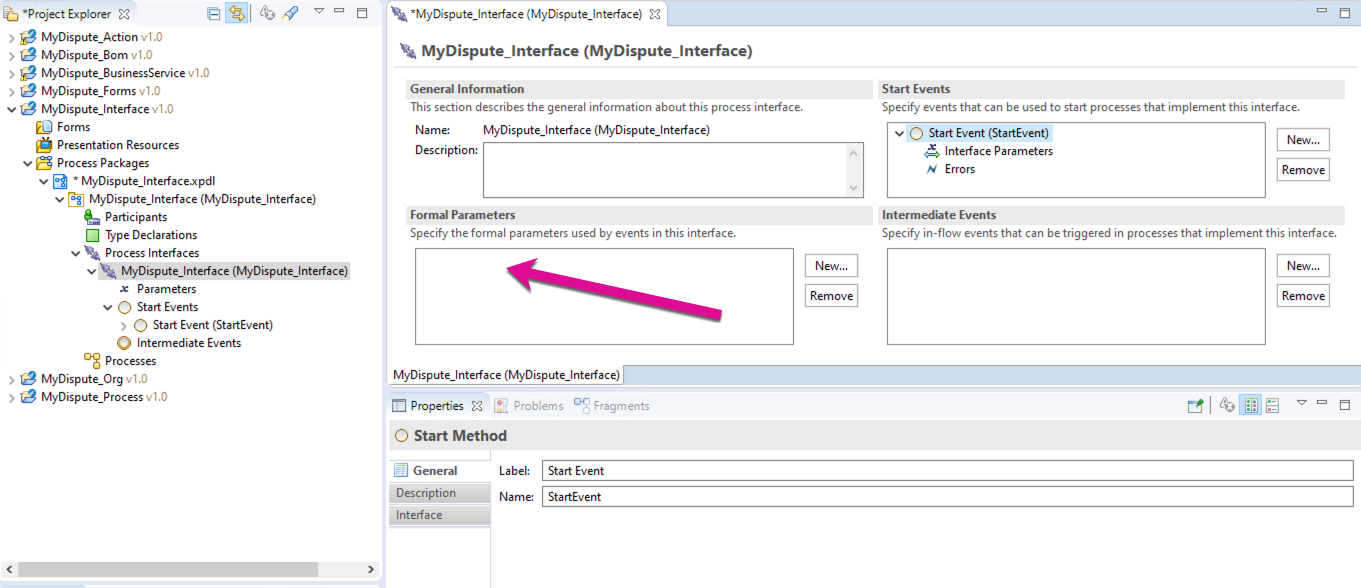 *Project Explorer
MyDispute_Action v1.0
MyDispute_Bom v1.0
MyDispute_BusinessService v1.0
MyDispute_Forms v1.0
MyDispute_Interface v1.0
Forms
Presentation Resources
Process Packages
* MyDispute_Interface.xpdl
MyDispute_Interface (MyDispute_Interface)
Participants
Type Declarations
Process Interfaces
MyDispute_Interface (MyDispute_Interface)
Parameters
Start Events
Start Event (StartEvent)
Intermediate Events
Processes
MyDispute_Org v1.0
MyDispute_Process v1.0
*MyDispute_Interface (MyDispute_Interface)
MyDispute_Interface (MyDispute_Interface)
General Information
This section describes the general information about this process interface.
Name: MyDispute_Interface (MyDispute_Interface)
Description:
Start Events
Specify events that can be used to start processes that implement this interface.
Start Event (StartEvent)
Interface Parameters
Errors
New...
Remove
Formal Parameters
Specify the formal parameters used by events in this interface.
New...
Remove
Intermediate Events
Specify in-flow events that can be triggered in processes that implement this interface.
New...
Remove
MyDispute_Interface (MyDispute_Interface)
Properties Problems Fragments
Start Method
General
Description
Interface
Label: Start Event
Name: StartEvent